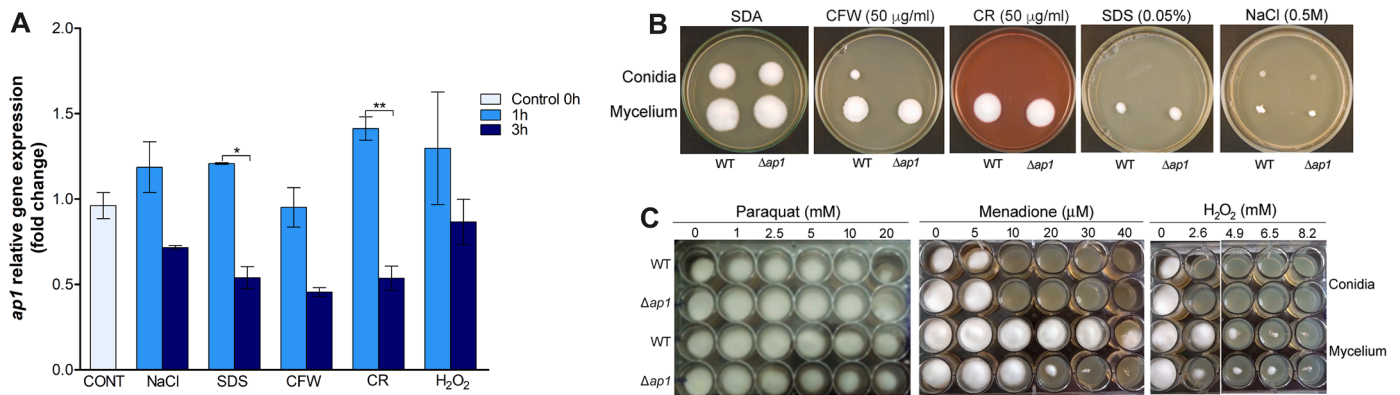 A
ap1 relative gene expression
(fold change)
2.0
1.5
1.0
0.5
0.0
CONT NaCl SDS CFW CR H₂O₂
* **
Control 0h
1h
3h
B
SDA CFW (50 μg/ml) CR (50 μg/ml) SDS (0.05%) NaCl (0.5M)
Conidia
Mycelium
WT Δap1 WT Δap1 WT Δap1 WT Δap1 WT Δap1
C
Paraquat (mM) Menadione (μM) H₂O₂ (mM)
0 1 2.5 5 10 20 0 5 10 20 30 40 0 2.6 4.9 6.5 8.2
WT
Δap1
Conidia
WT
Δap1
Mycelium